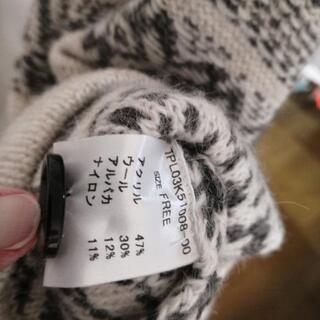 TPL03K51008-00
SIZE FREE
アクリル 47%
ウール 30%
アルパカ 12%
ナイロン 11%